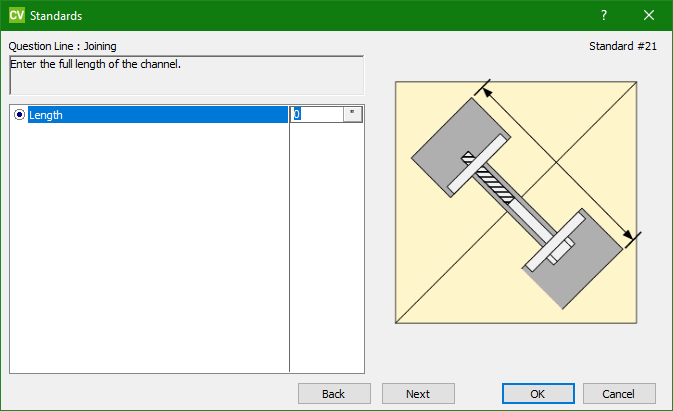 CV Standards ?
Question Line : Joining Standard #21
Enter the full length of the channel.
Length 0 "
Back Next OK Cancel